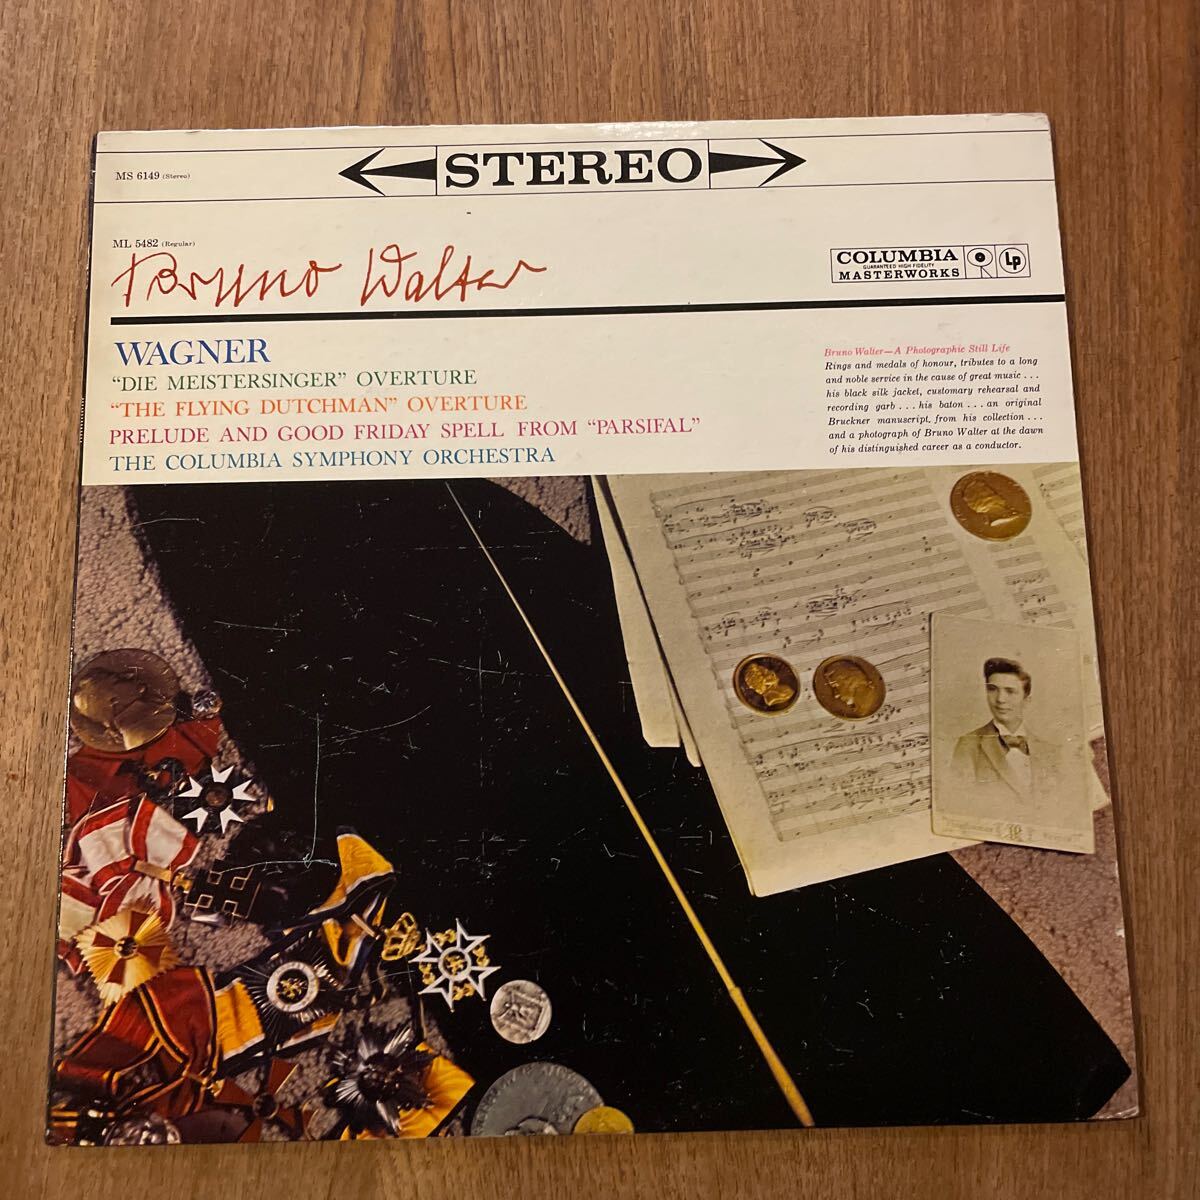 STEREO
MS 6149 (Stereo)
ML 5482 (Regular)
Bruno Walter
COLUMBIA
GUARANTEED HIGH FIDELITY
MASTERWORKS
Lp
WAGNER
“DIE MEISTERSINGER” OVERTURE
“THE FLYING DUTCHMAN” OVERTURE
PRELUDE AND GOOD FRIDAY SPELL FROM “PARSIFAL”
THE COLUMBIA SYMPHONY ORCHESTRA
Bruno Walter—A Photographic Still Life
Rings and medals of honour, tributes to a long
and noble service in the cause of great music . . .
his black silk jacket, customary rehearsal and
recording garb . . . his baton . . . an original
Bruckner manuscript, from his collection . . .
and a photograph of Bruno Walter at the dawn
of his distinguished career as a conductor.